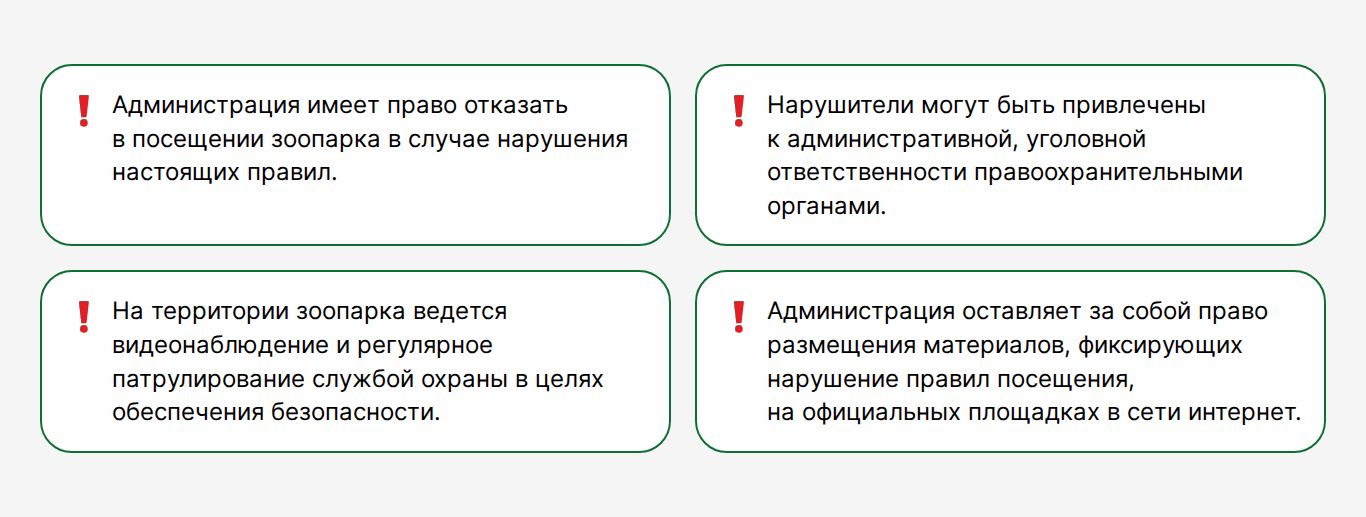 Администрация имеет право отказать
в посещении зоопарка в случае нарушения
настоящих правил.
Нарушители могут быть привлечены
к административной, уголовной
ответственности правоохранительными
органами.
На территории зоопарка ведется
видеонаблюдение и регулярное
патрулирование службой охраны в целях
обеспечения безопасности.
Администрация оставляет за собой право
размещения материалов, фиксирующих
нарушение правил посещения,
на официальных площадках в сети интернет.